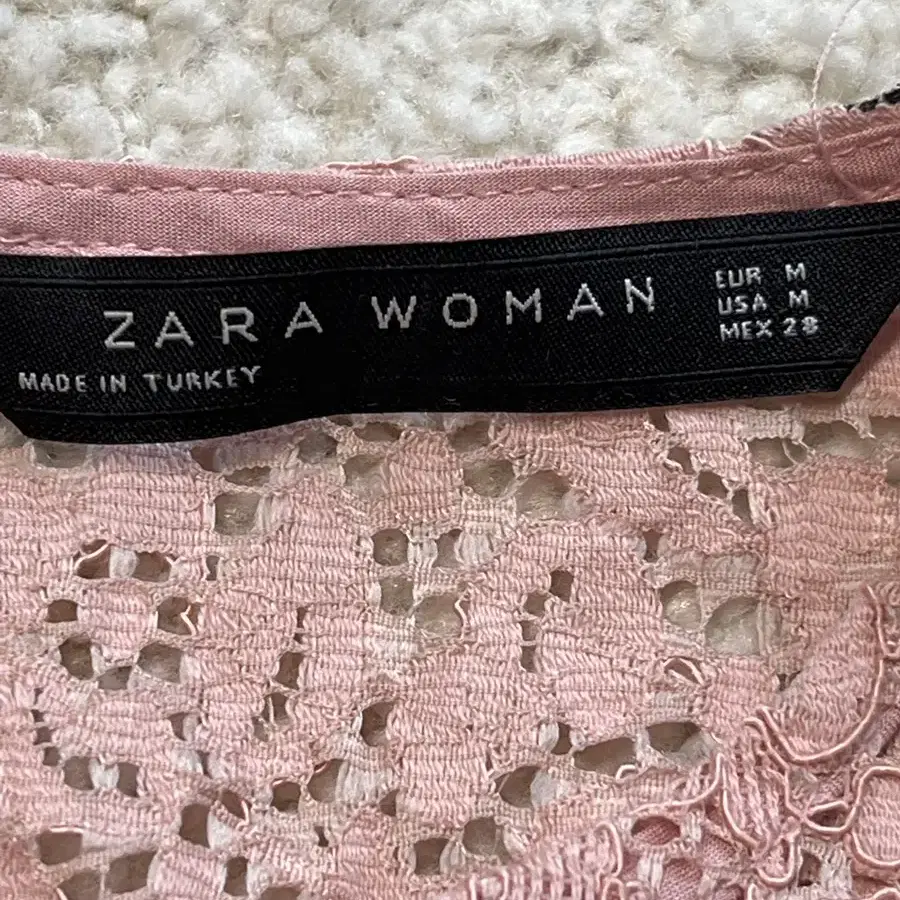 ZARA WOMAN
EUR M
USA M
MEX 28
MADE IN TURKEY